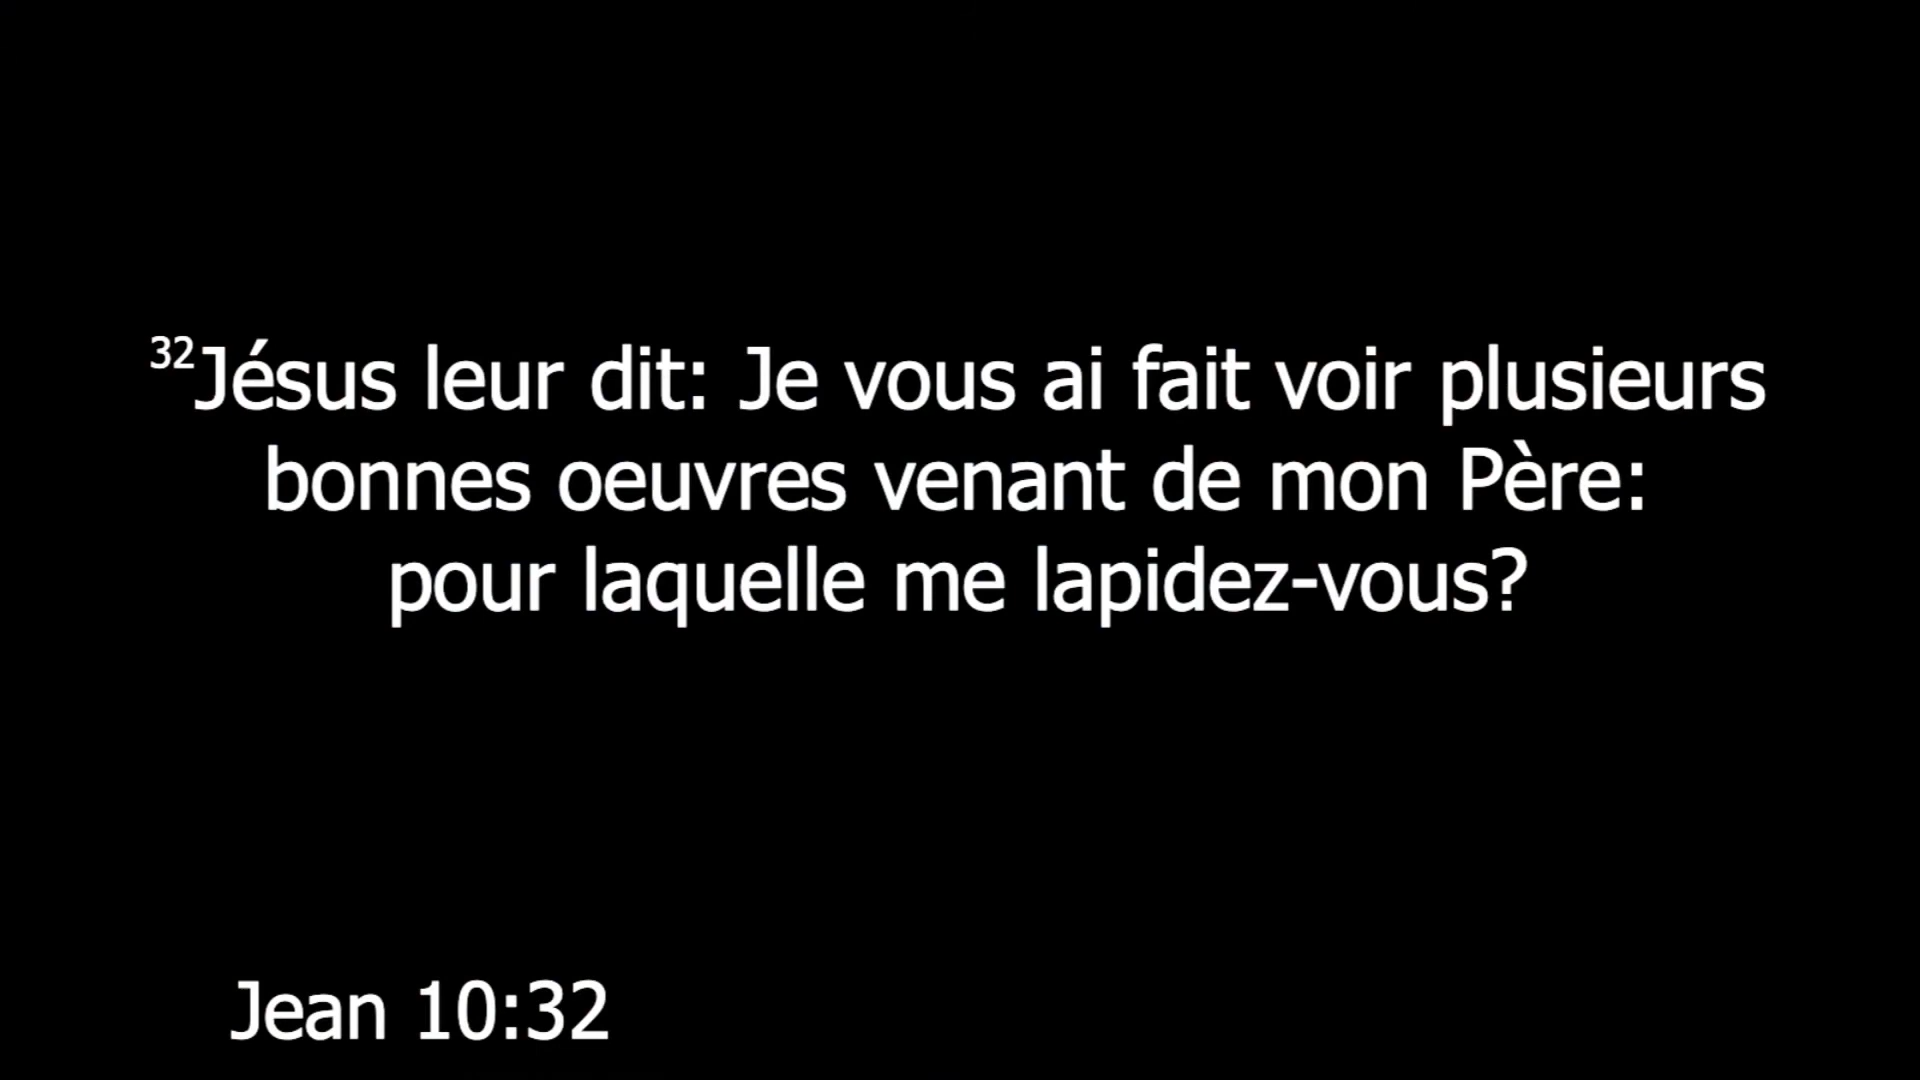 32Jésus leur dit: Je vous ai fait voir plusieurs
bonnes oeuvres venant de mon Père:
pour laquelle me lapidez-vous?
Jean 10:32